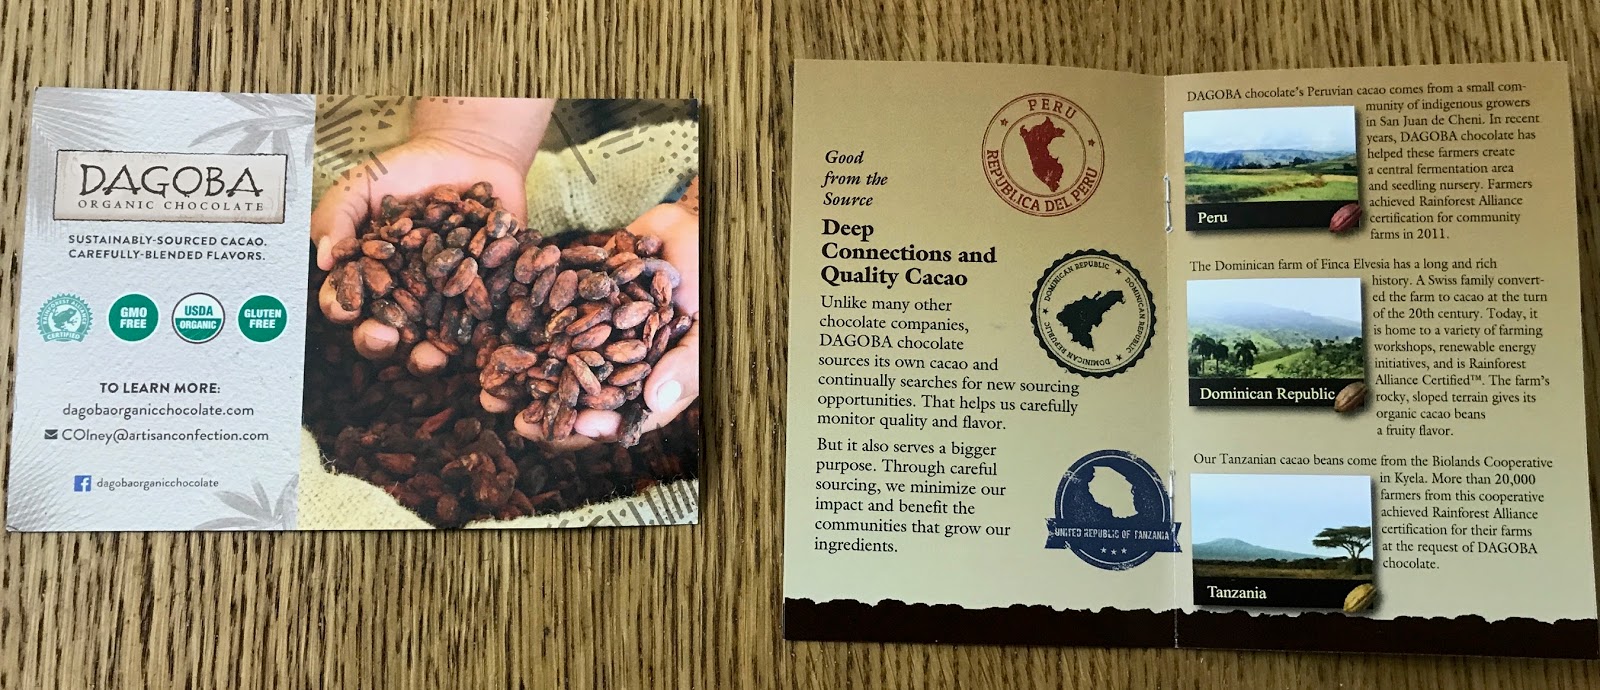 DAGOBA
ORGANIC CHOCOLATE
SUSTAINABLY-SOURCED CACAO.
CAREFULLY-BLENDED FLAVORS.
RAINFOREST ALLIANCE
CERTIFIED
GMO
FREE
USDA
ORGANIC
GLUTEN
FREE
TO LEARN MORE:
dagobaorganicchocolate.com
COlney@artisanconfection.com
dagobaorganicchocolate
Good
from the
Source
Deep
Connections and
Quality Cacao
Unlike many other
chocolate companies,
DAGOBA chocolate
sources its own cacao and
continually searches for new sourcing
opportunities. That helps us carefully
monitor quality and flavor.
But it also serves a bigger
purpose. Through careful
sourcing, we minimize our
impact and benefit the
communities that grow our
ingredients.
PERU
REPUBLICA DEL PERU
DOMINICAN REPUBLIC
DOMINICAN REPUBLIC
DOMINICAN REPUBLIC
DOMINICAN REPUBLIC
UNITED REPUBLIC OF TANZANIA
DAGOBA chocolate's Peruvian cacao comes from a small com-
munity of indigenous growers
in San Juan de Cheni. In recent
years, DAGOBA chocolate has
helped these farmers create
a central fermentation area
and seedling nursery. Farmers
achieved Rainforest Alliance
certification for community
farms in 2011.
Peru
The Dominican farm of Finca Elvesia has a long and rich
history. A Swiss family convert-
ed the farm to cacao at the turn
of the 20th century. Today, it
is home to a variety of farming
workshops, renewable energy
initiatives, and is Rainforest
Alliance Certified™. The farm's
rocky, sloped terrain gives its
organic cacao beans
a fruity flavor.
Dominican Republic
Our Tanzanian cacao beans come from the Biolands Cooperative
in Kyela. More than 20,000
farmers from this cooperative
achieved Rainforest Alliance
certification for their farms
at the request of DAGOBA
chocolate.
Tanzania